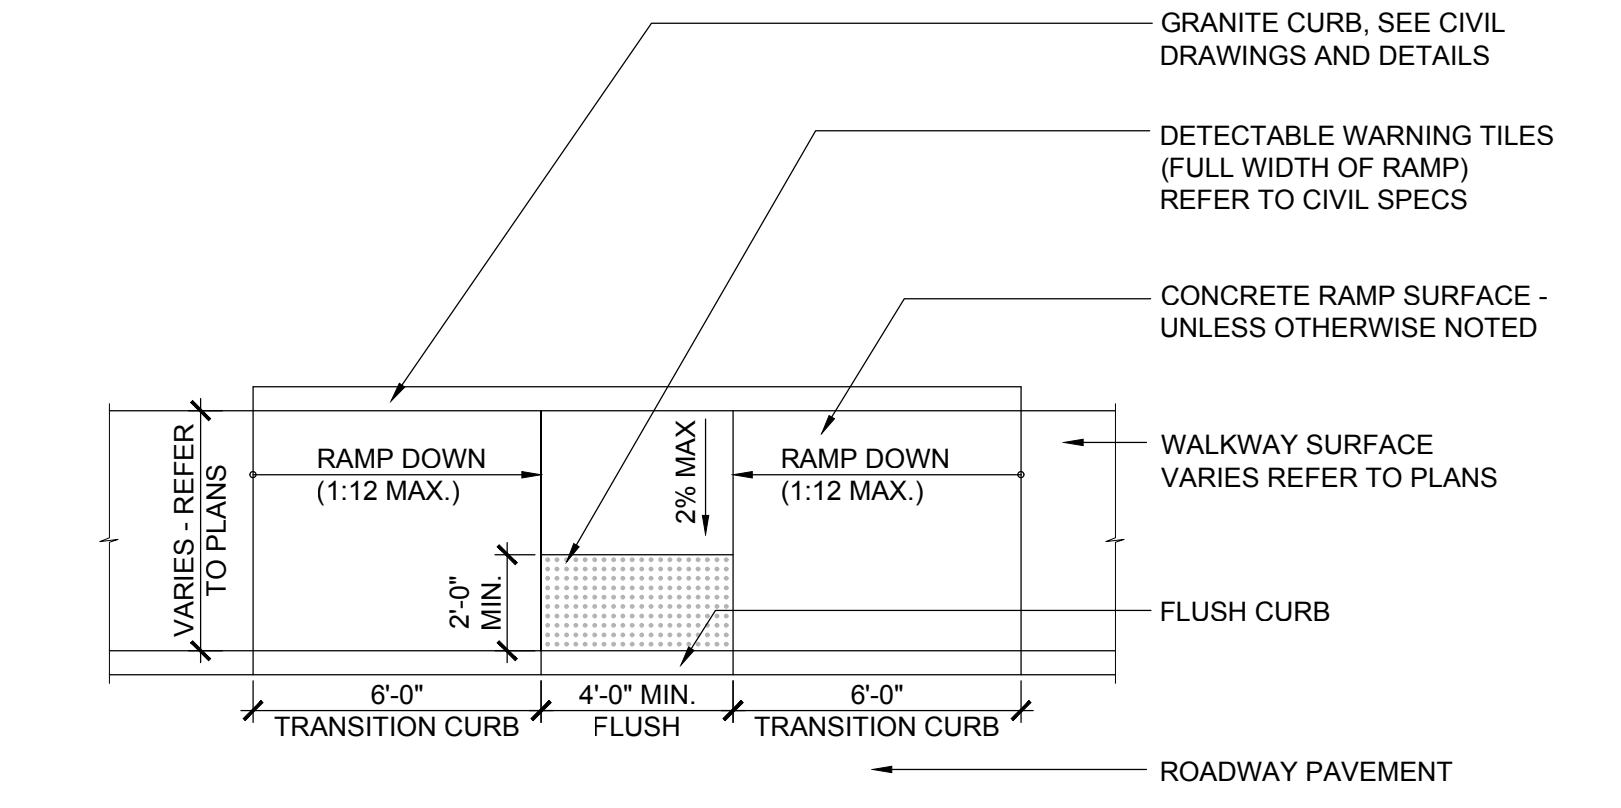 GRANITE CURB, SEE CIVIL
DRAWINGS AND DETAILS
DETECTABLE WARNING TILES
(FULL WIDTH OF RAMP)
REFER TO CIVIL SPECS
CONCRETE RAMP SURFACE -
UNLESS OTHERWISE NOTED
VARIES - REFER
TO PLANS
RAMP DOWN
(1:12 MAX.)
2% MAX
RAMP DOWN
(1:12 MAX.)
WALKWAY SURFACE
VARIES REFER TO PLANS
2'-0"
MIN.
FLUSH CURB
6'-0"
TRANSITION CURB
4'-0" MIN.
FLUSH
6'-0"
TRANSITION CURB
ROADWAY PAVEMENT